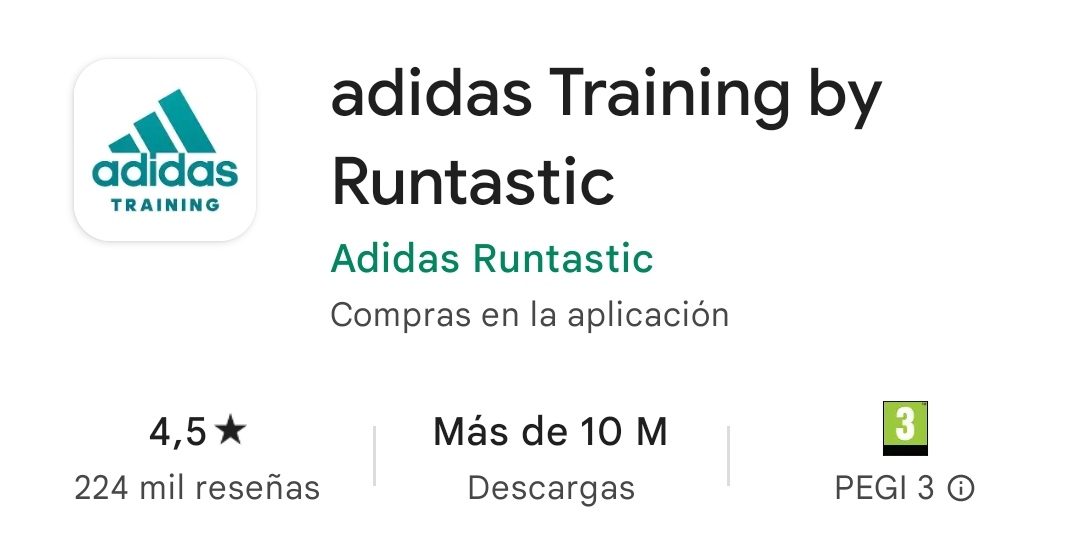 adidas
TRAINING
adidas Training by
Runtastic
Adidas Runtastic
Compras en la aplicación
4,5★
224 mil reseñas
Más de 10 M
Descargas
3
PEGI 3